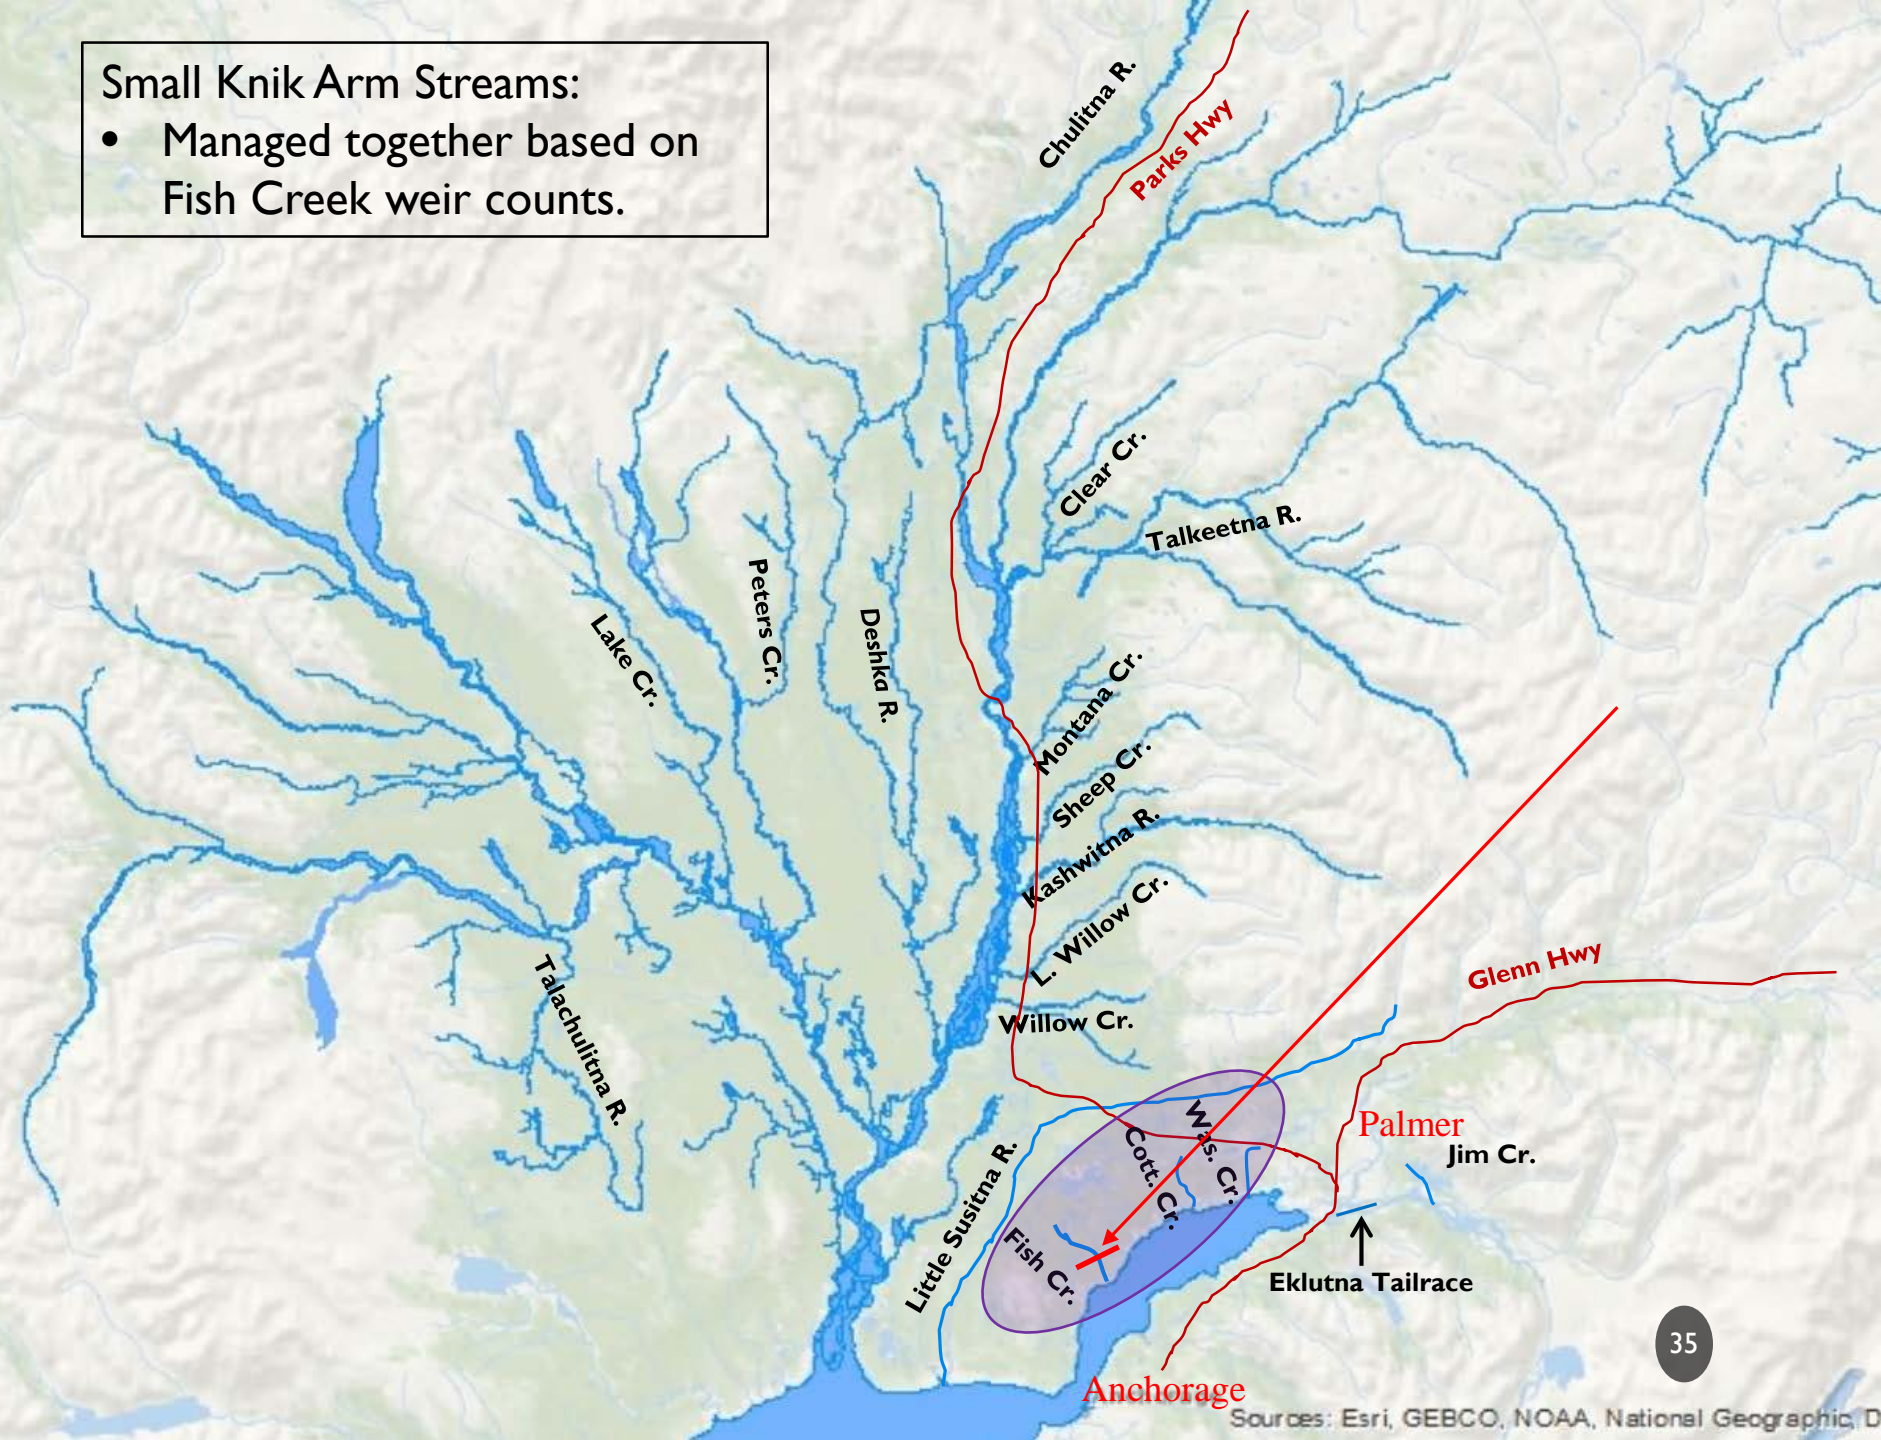 Small Knik Arm Streams:
• Managed together based on
Fish Creek weir counts.
Chulitna R.
Parks Hwy
Clear Cr.
Talkeetna R.
Peters Cr.
Lake Cr.
Deshka R.
Montana Cr.
Sheep Cr.
Kashwitna R.
L. Willow Cr.
Willow Cr.
Talachulitna R.
Glenn Hwy
Palmer
Jim Cr.
Was. Cr.
Cott. Cr.
Little Susitna R.
Fish Cr.
Eklutna Tailrace
35
Anchorage
Sources: Esri, GEBCO, NOAA, National Geographic, D